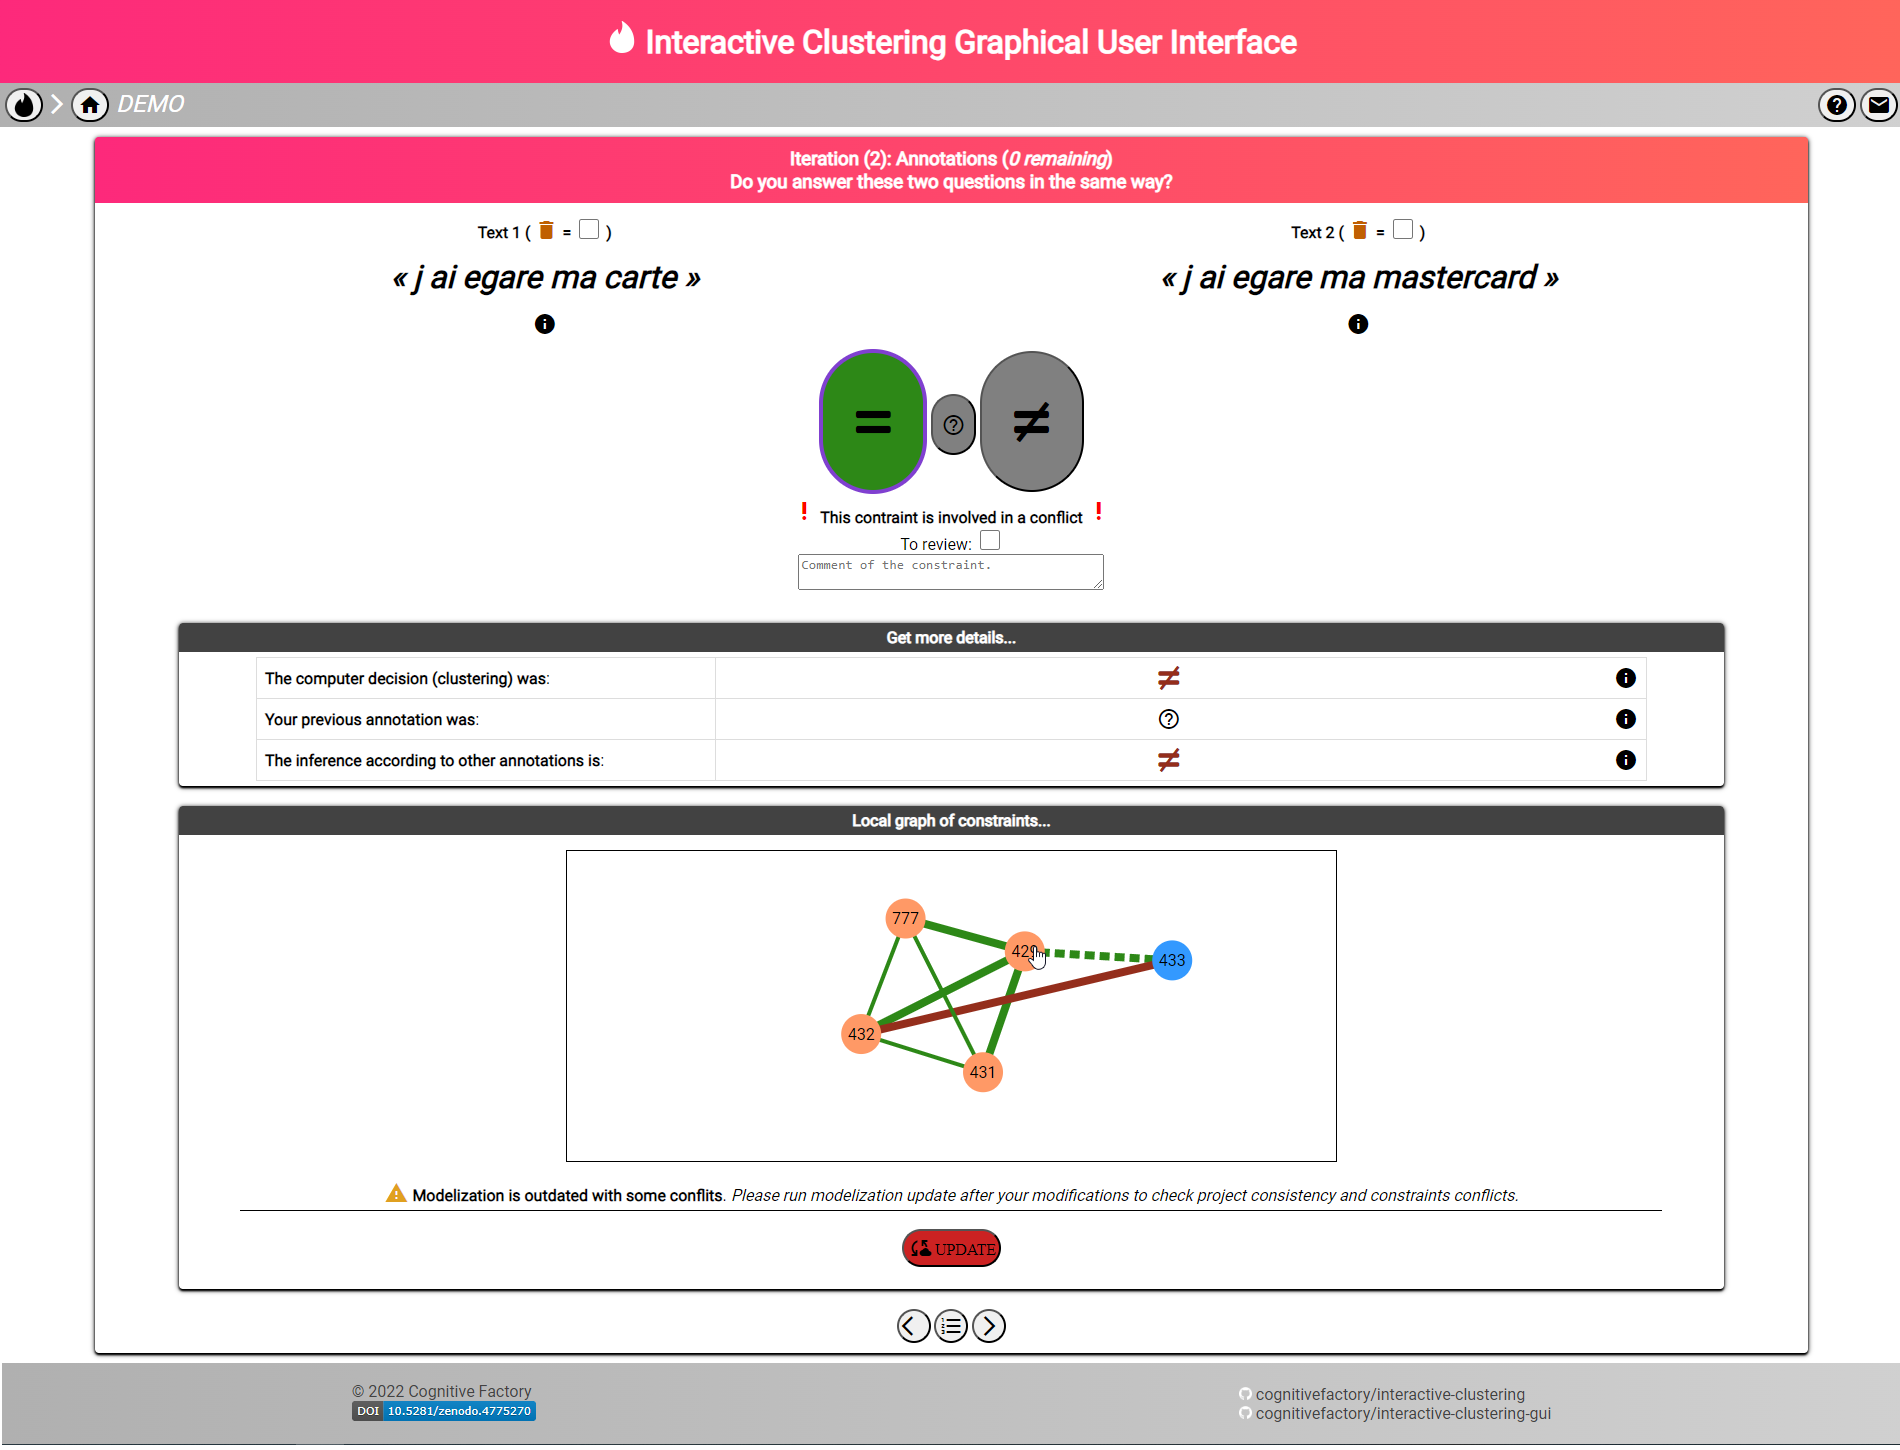 Interactive Clustering Graphical User Interface
DEMO
Iteration (2): Annotations (0 remaining)
Do you answer these two questions in the same way?
Text 1 ( = )
Text 2 ( = )
« j ai egare ma carte »
« j ai egare ma mastercard »
= ? ≠
! This contraint is involved in a conflict !
To review:
Comment of the constraint.
Get more details...
The computer decision (clustering) was: ≠
Your previous annotation was: ?
The inference according to other annotations is: ≠
Local graph of constraints...
777
433
432
431
Modelization is outdated with some conflits. Please run modelization update after your modifications to check project consistency and constraints conflicts.
UPDATE
© 2022 Cognitive Factory
DOI 10.5281/zenodo.4775270
cognitivefactory/interactive-clustering
cognitivefactory/interactive-clustering-gui